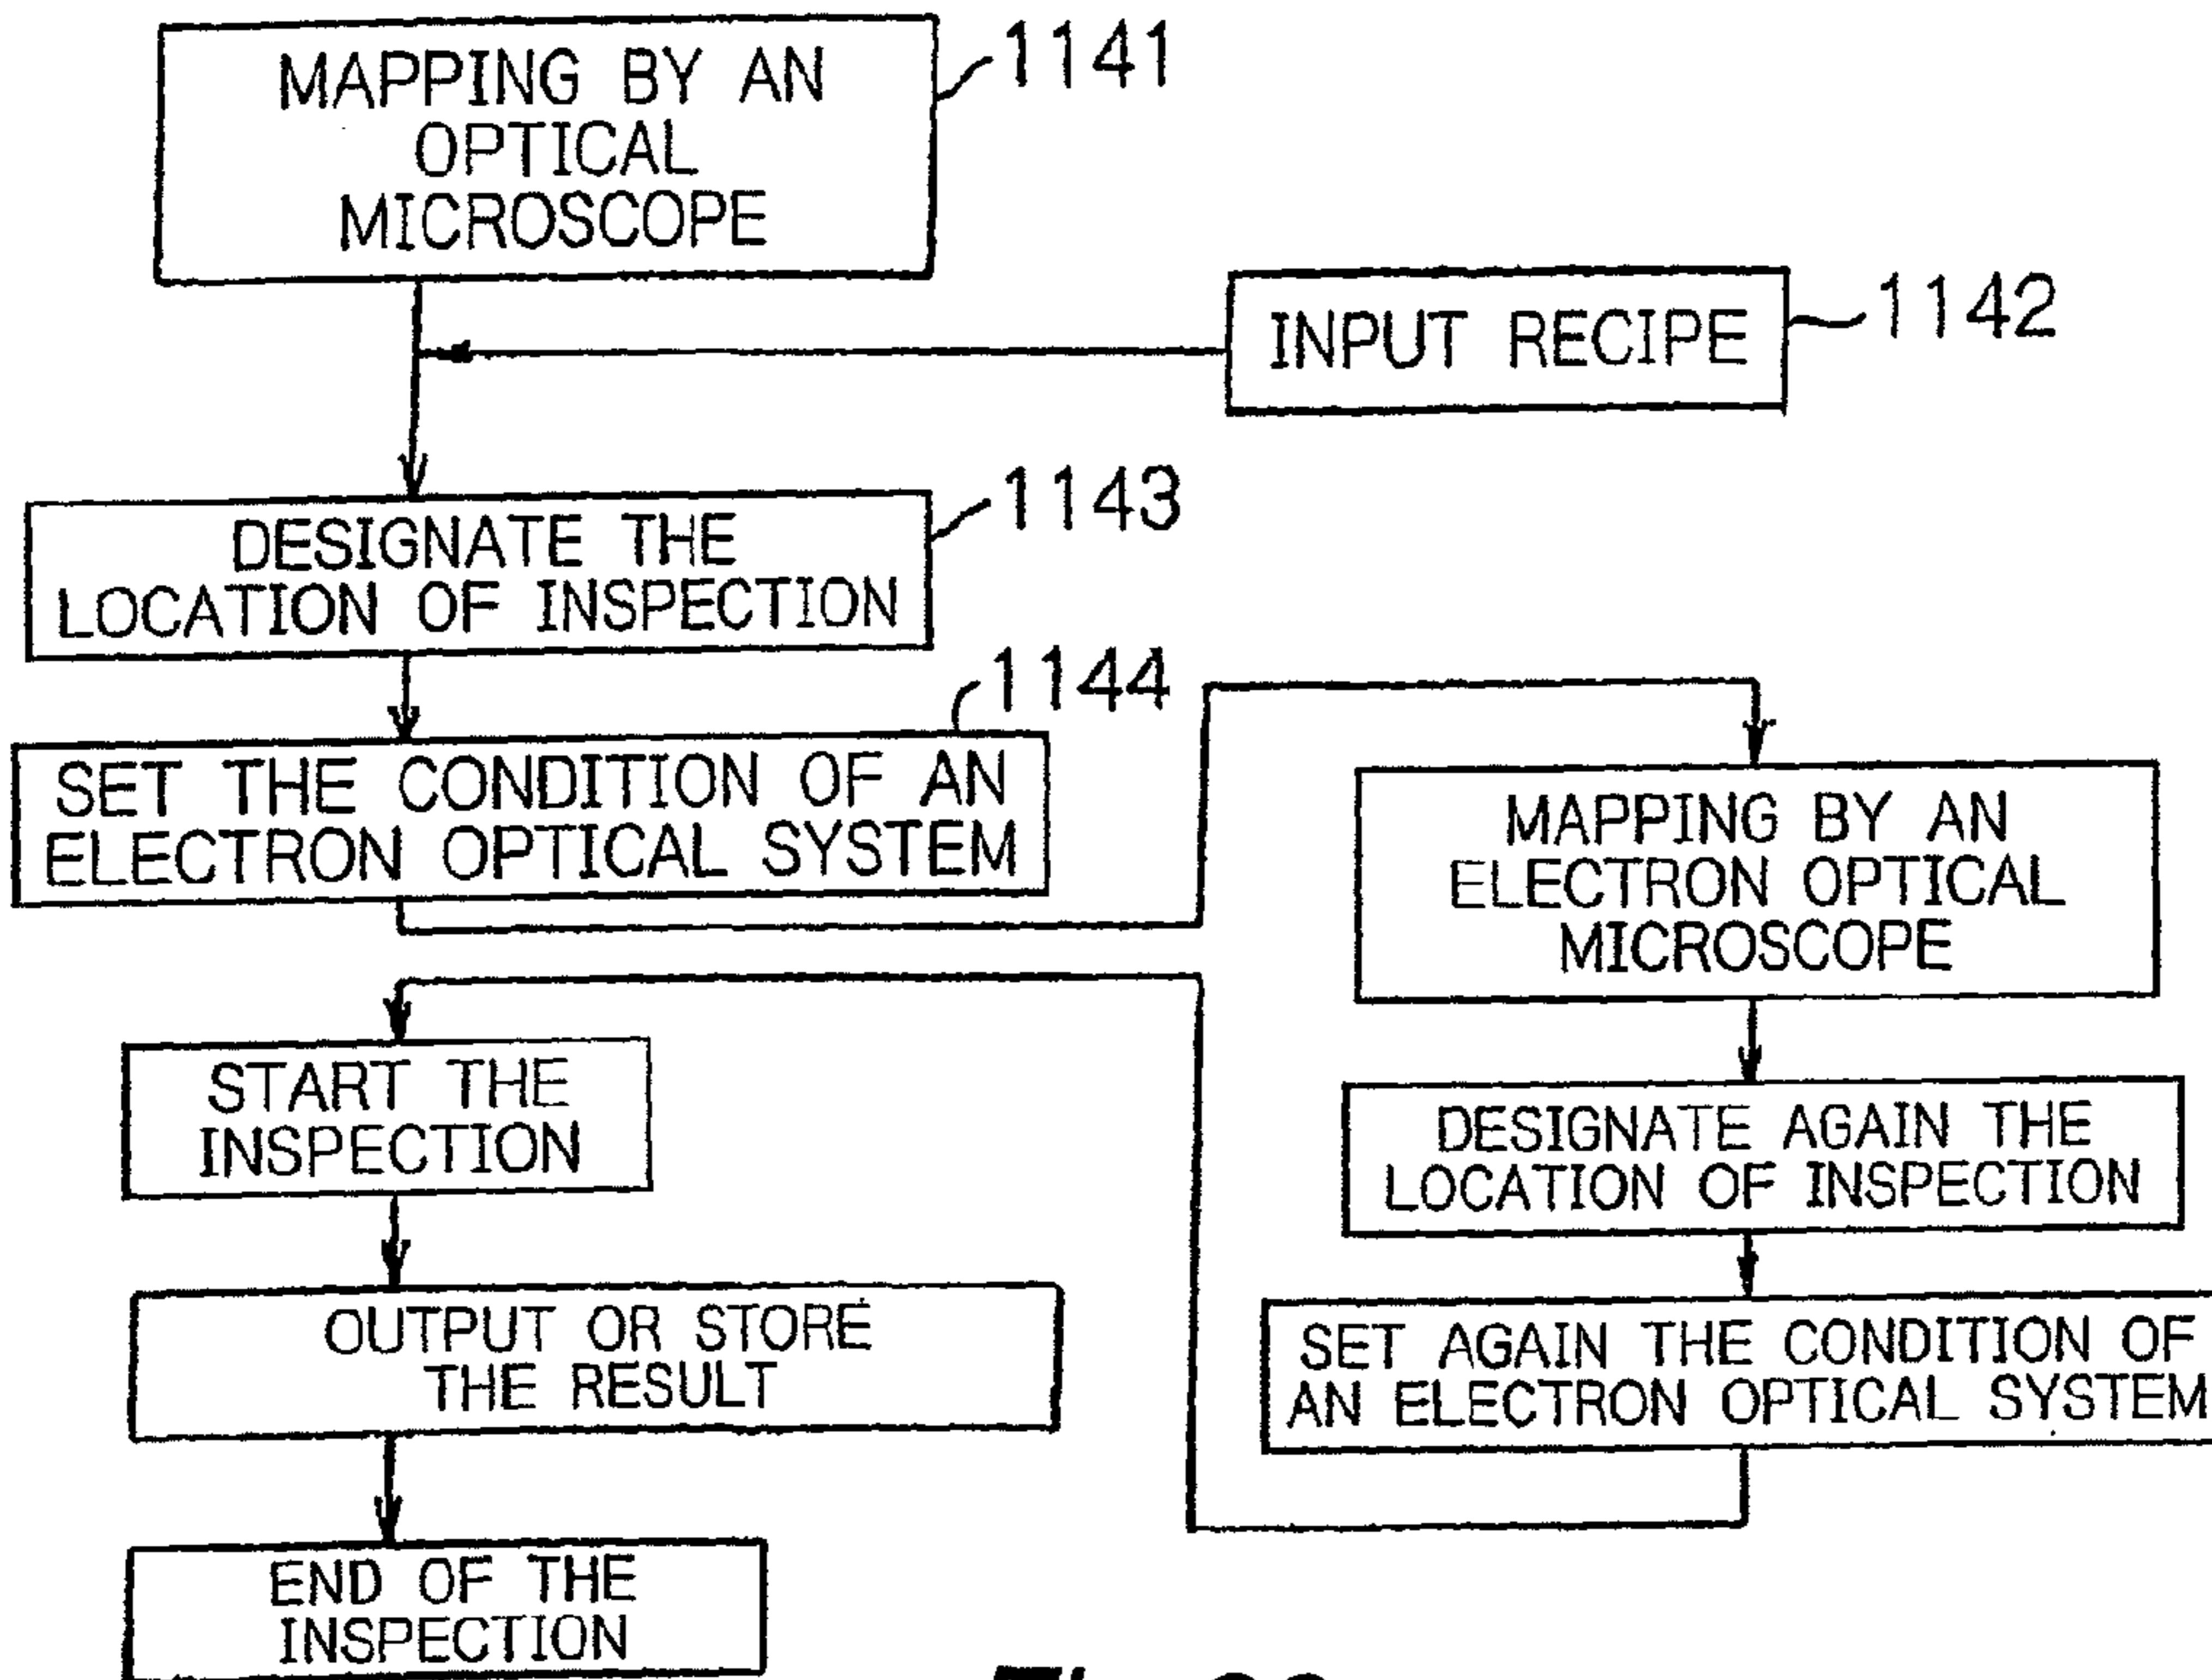 MAPPING BY AN
OPTICAL
MICROSCOPE
1141
INPUT RECIPE
1142
DESIGNATE THE
LOCATION OF INSPECTION
1143
SET THE CONDITION OF AN
ELECTRON OPTICAL SYSTEM
1144
MAPPING BY AN
ELECTRON OPTICAL
MICROSCOPE
DESIGNATE AGAIN THE
LOCATION OF INSPECTION
SET AGAIN THE CONDITION OF
AN ELECTRON OPTICAL SYSTEM
START THE
INSPECTION
OUTPUT OR STORE
THE RESULT
END OF THE
INSPECTION